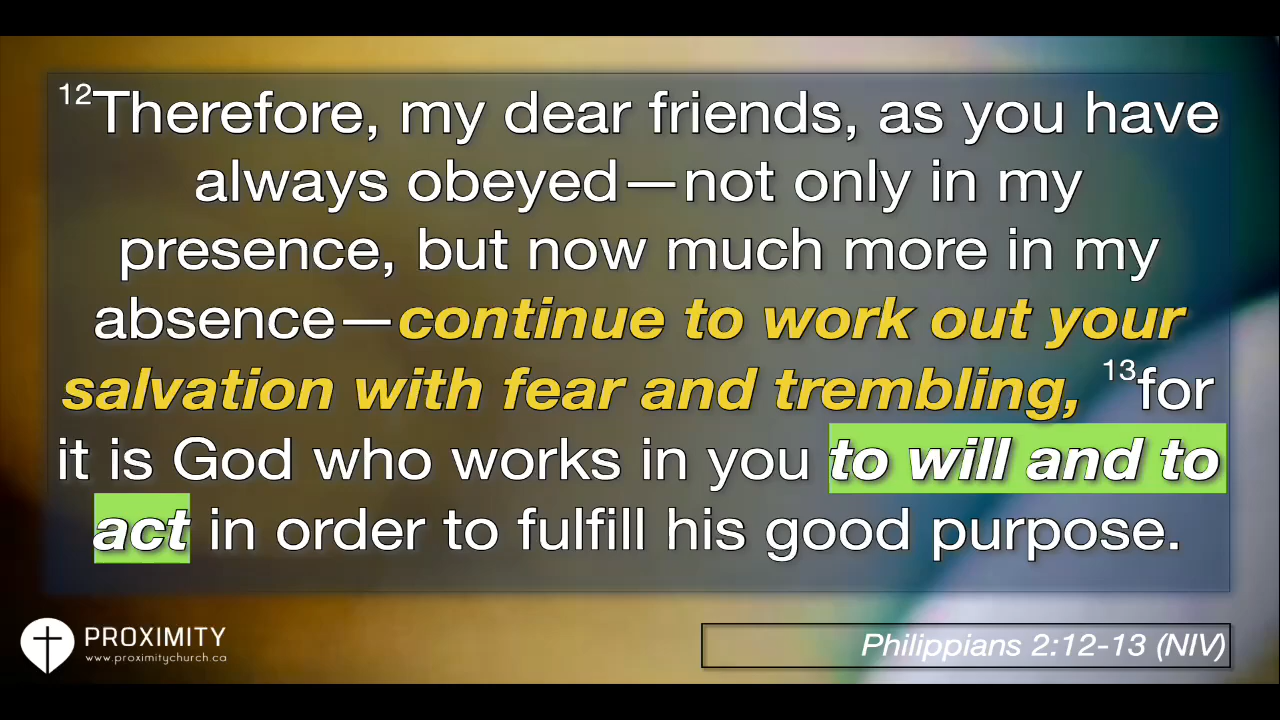 12Therefore, my dear friends, as you have
always obeyed—not only in my
presence, but now much more in my
absence—continue to work out your
salvation with fear and trembling, 13for
it is God who works in you to will and to
act in order to fulfill his good purpose.
PROXIMITY
www.proximitychurch.ca
Philippians 2:12-13 (NIV)